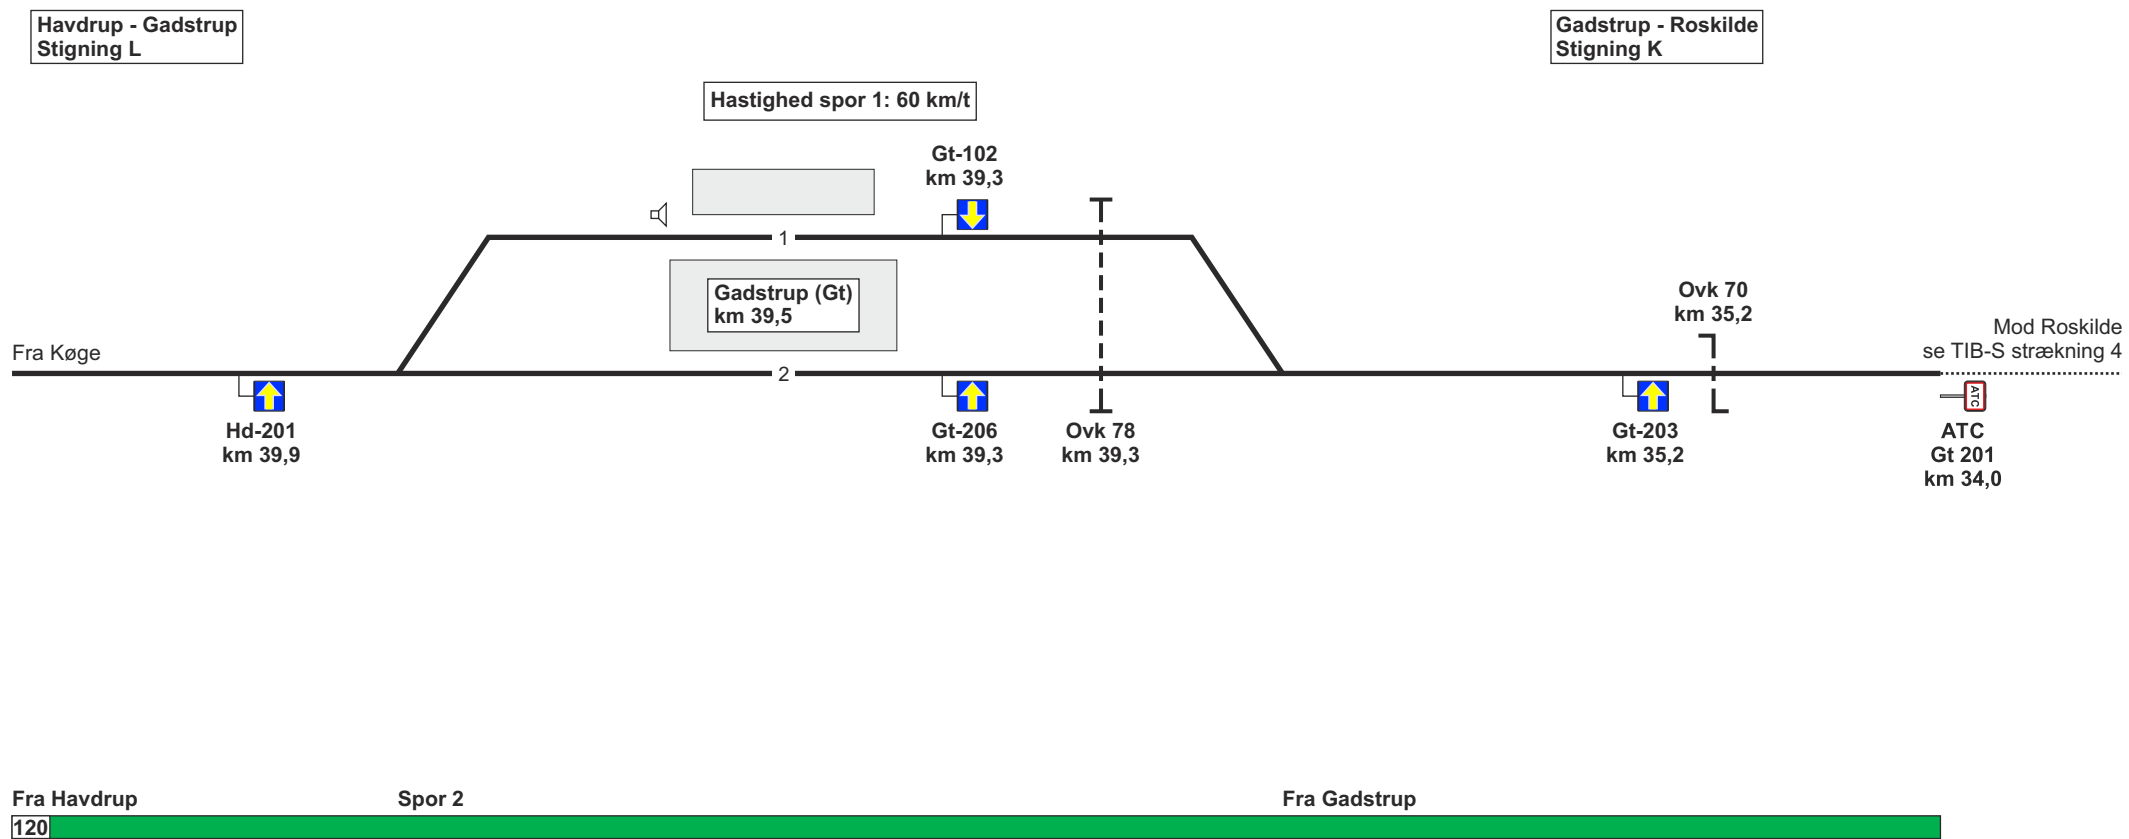 Havdrup - Gadstrup
Stigning L
Gadstrup - Roskilde
Stigning K
Hastighed spor 1: 60 km/t
Gt-102
km 39,3
1
Gadstrup (Gt)
km 39,5
Ovk 70
km 35,2
Mod Roskilde
se TIB-S strækning 4
Fra Køge
2
ATC
Hd-201
km 39,9
Gt-206
km 39,3
Ovk 78
km 39,3
Gt-203
km 35,2
ATC
Gt 201
km 34,0
Fra Havdrup
Spor 2
Fra Gadstrup
120